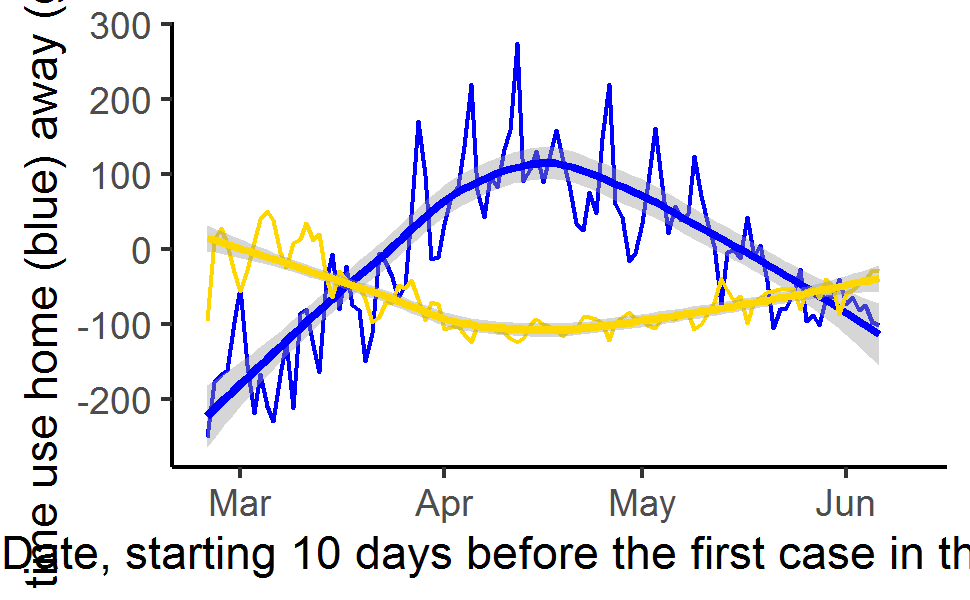 time use home (blue) away (
300
200
100
0
-100
-200
Mar Apr May Jun
Date, starting 10 days before the first case in th